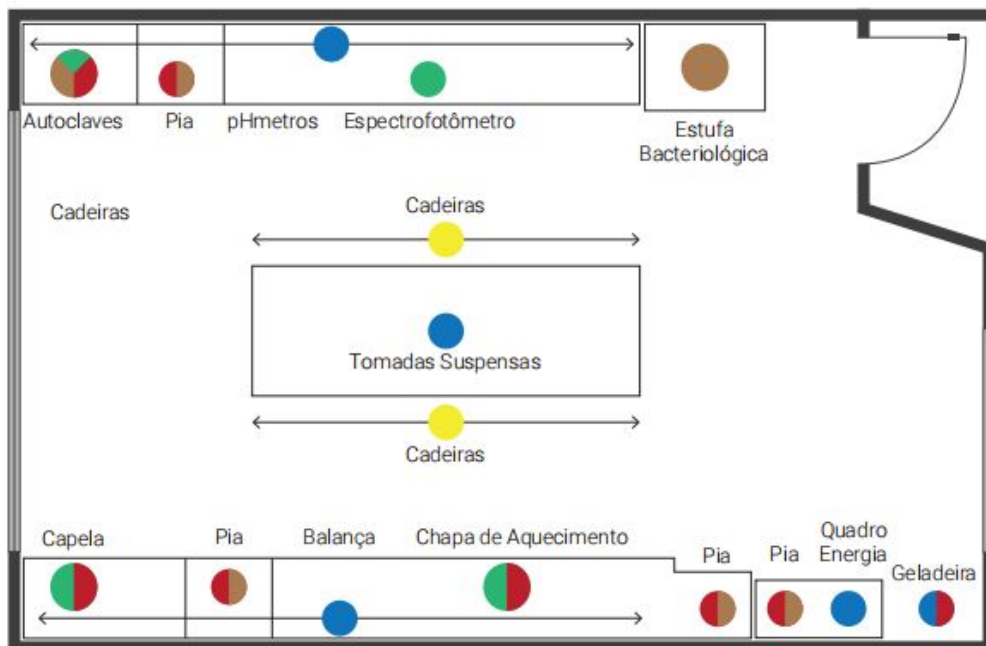 Autoclaves
Pia
pHmetros
Espectrofotômetro
Estufa
Bacteriológica
Cadeiras
Cadeiras
Tomadas Suspensas
Cadeiras
Capela
Pia
Balança
Chapa de Aquecimento
Pia
Pia
Quadro
Energia
Geladeira